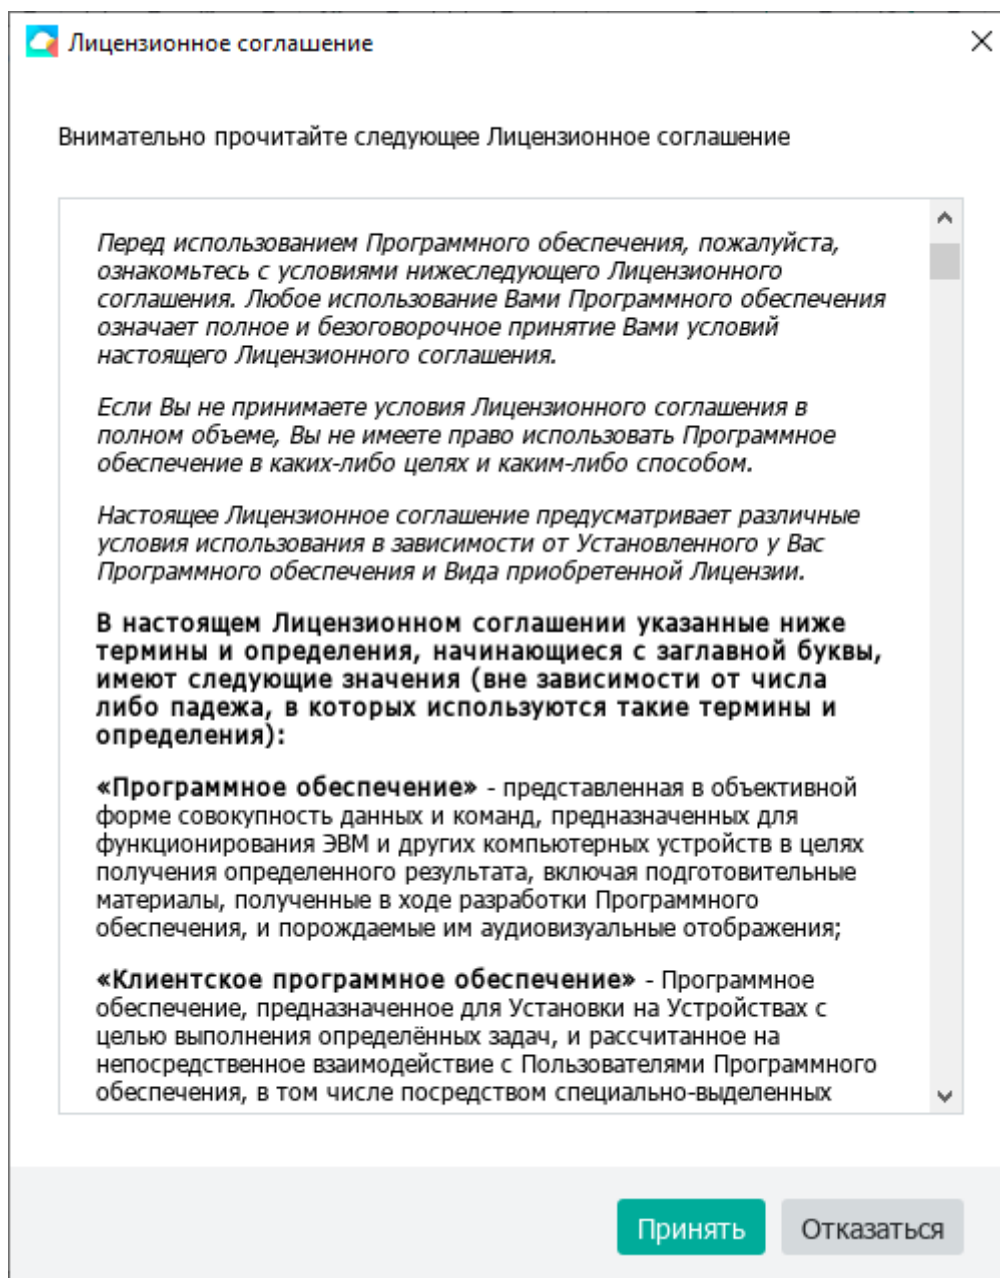 Лицензионное соглашение
Внимательно прочитайте следующее Лицензионное соглашение
Перед использованием Программного обеспечения, пожалуйста,
ознакомьтесь с условиями нижеследующего Лицензионного
соглашения. Любое использование Вами Программного обеспечения
означает полное и безоговорочное принятие Вами условий
настоящего Лицензионного соглашения.
Если Вы не принимаете условия Лицензионного соглашения в
полном объеме, Вы не имеете право использовать Программное
обеспечение в каких-либо целях и каким-либо способом.
Настоящее Лицензионное соглашение предусматривает различные
условия использования в зависимости от Установленного у Вас
Программного обеспечения и Вида приобретенной Лицензии.
В настоящем Лицензионном соглашении указанные ниже
термины и определения, начинающиеся с заглавной буквы,
имеют следующие значения (вне зависимости от числа
либо падежа, в которых используются такие термины и
определения):
«Программное обеспечение» - представленная в объективной
форме совокупность данных и команд, предназначенных для
функционирования ЭВМ и других компьютерных устройств в целях
получения определенного результата, включая подготовительные
материалы, полученные в ходе разработки Программного
обеспечения, и порождаемые им аудиовизуальные отображения;
«Клиентское программное обеспечение» - Программное
обеспечение, предназначенное для Установки на Устройствах с
целью выполнения определённых задач, и рассчитанное на
непосредственное взаимодействие с Пользователями Программного
обеспечения, в том числе посредством специально-выделенных
Принять
Отказаться